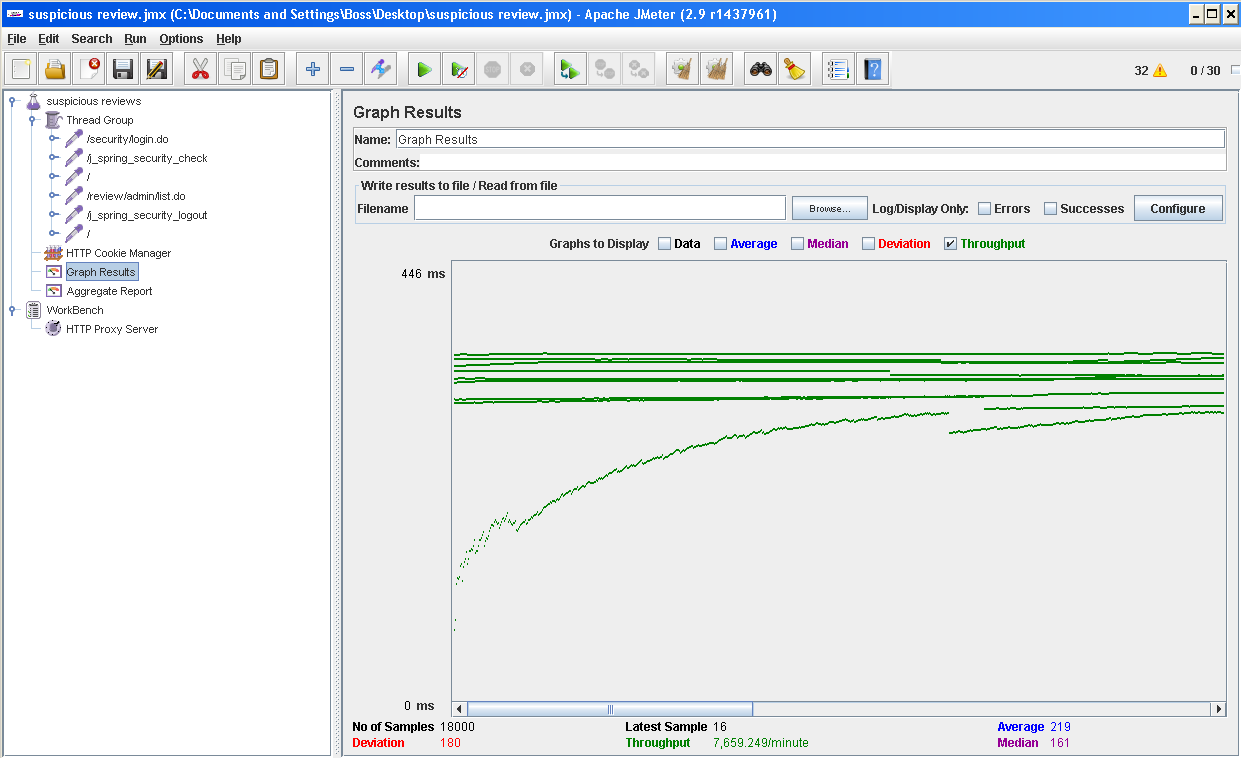 suspicious review.jmx (C:\Documents and Settings\Boss\Desktop\suspicious review.jmx) - Apache JMeter (2.9 r1437961)
File Edit Search Run Options Help
32 0 / 30
suspicious reviews
Thread Group
/security/login.do
/j_spring_security_check
/
/review/admin/list.do
/j_spring_security_logout
/
HTTP Cookie Manager
Graph Results
Aggregate Report
WorkBench
HTTP Proxy Server
Graph Results
Name: Graph Results
Comments:
Write results to file / Read from file
Filename Browse... Log/Display Only: Errors Successes Configure
Graphs to Display Data Average Median Deviation Throughput
446 ms
0 ms
No of Samples 18000 Latest Sample 16 Average 219
Deviation 180 Throughput 7,659.249/minute Median 161